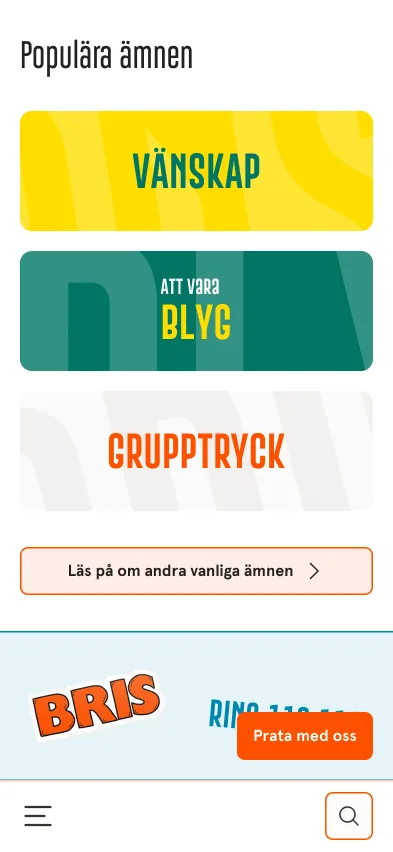 Populära ämnen
VÄNSKAP
ATT VARA
BLYG
GRUPPTRYCK
Läs på om andra vanliga ämnen
BRIS
Prata med oss